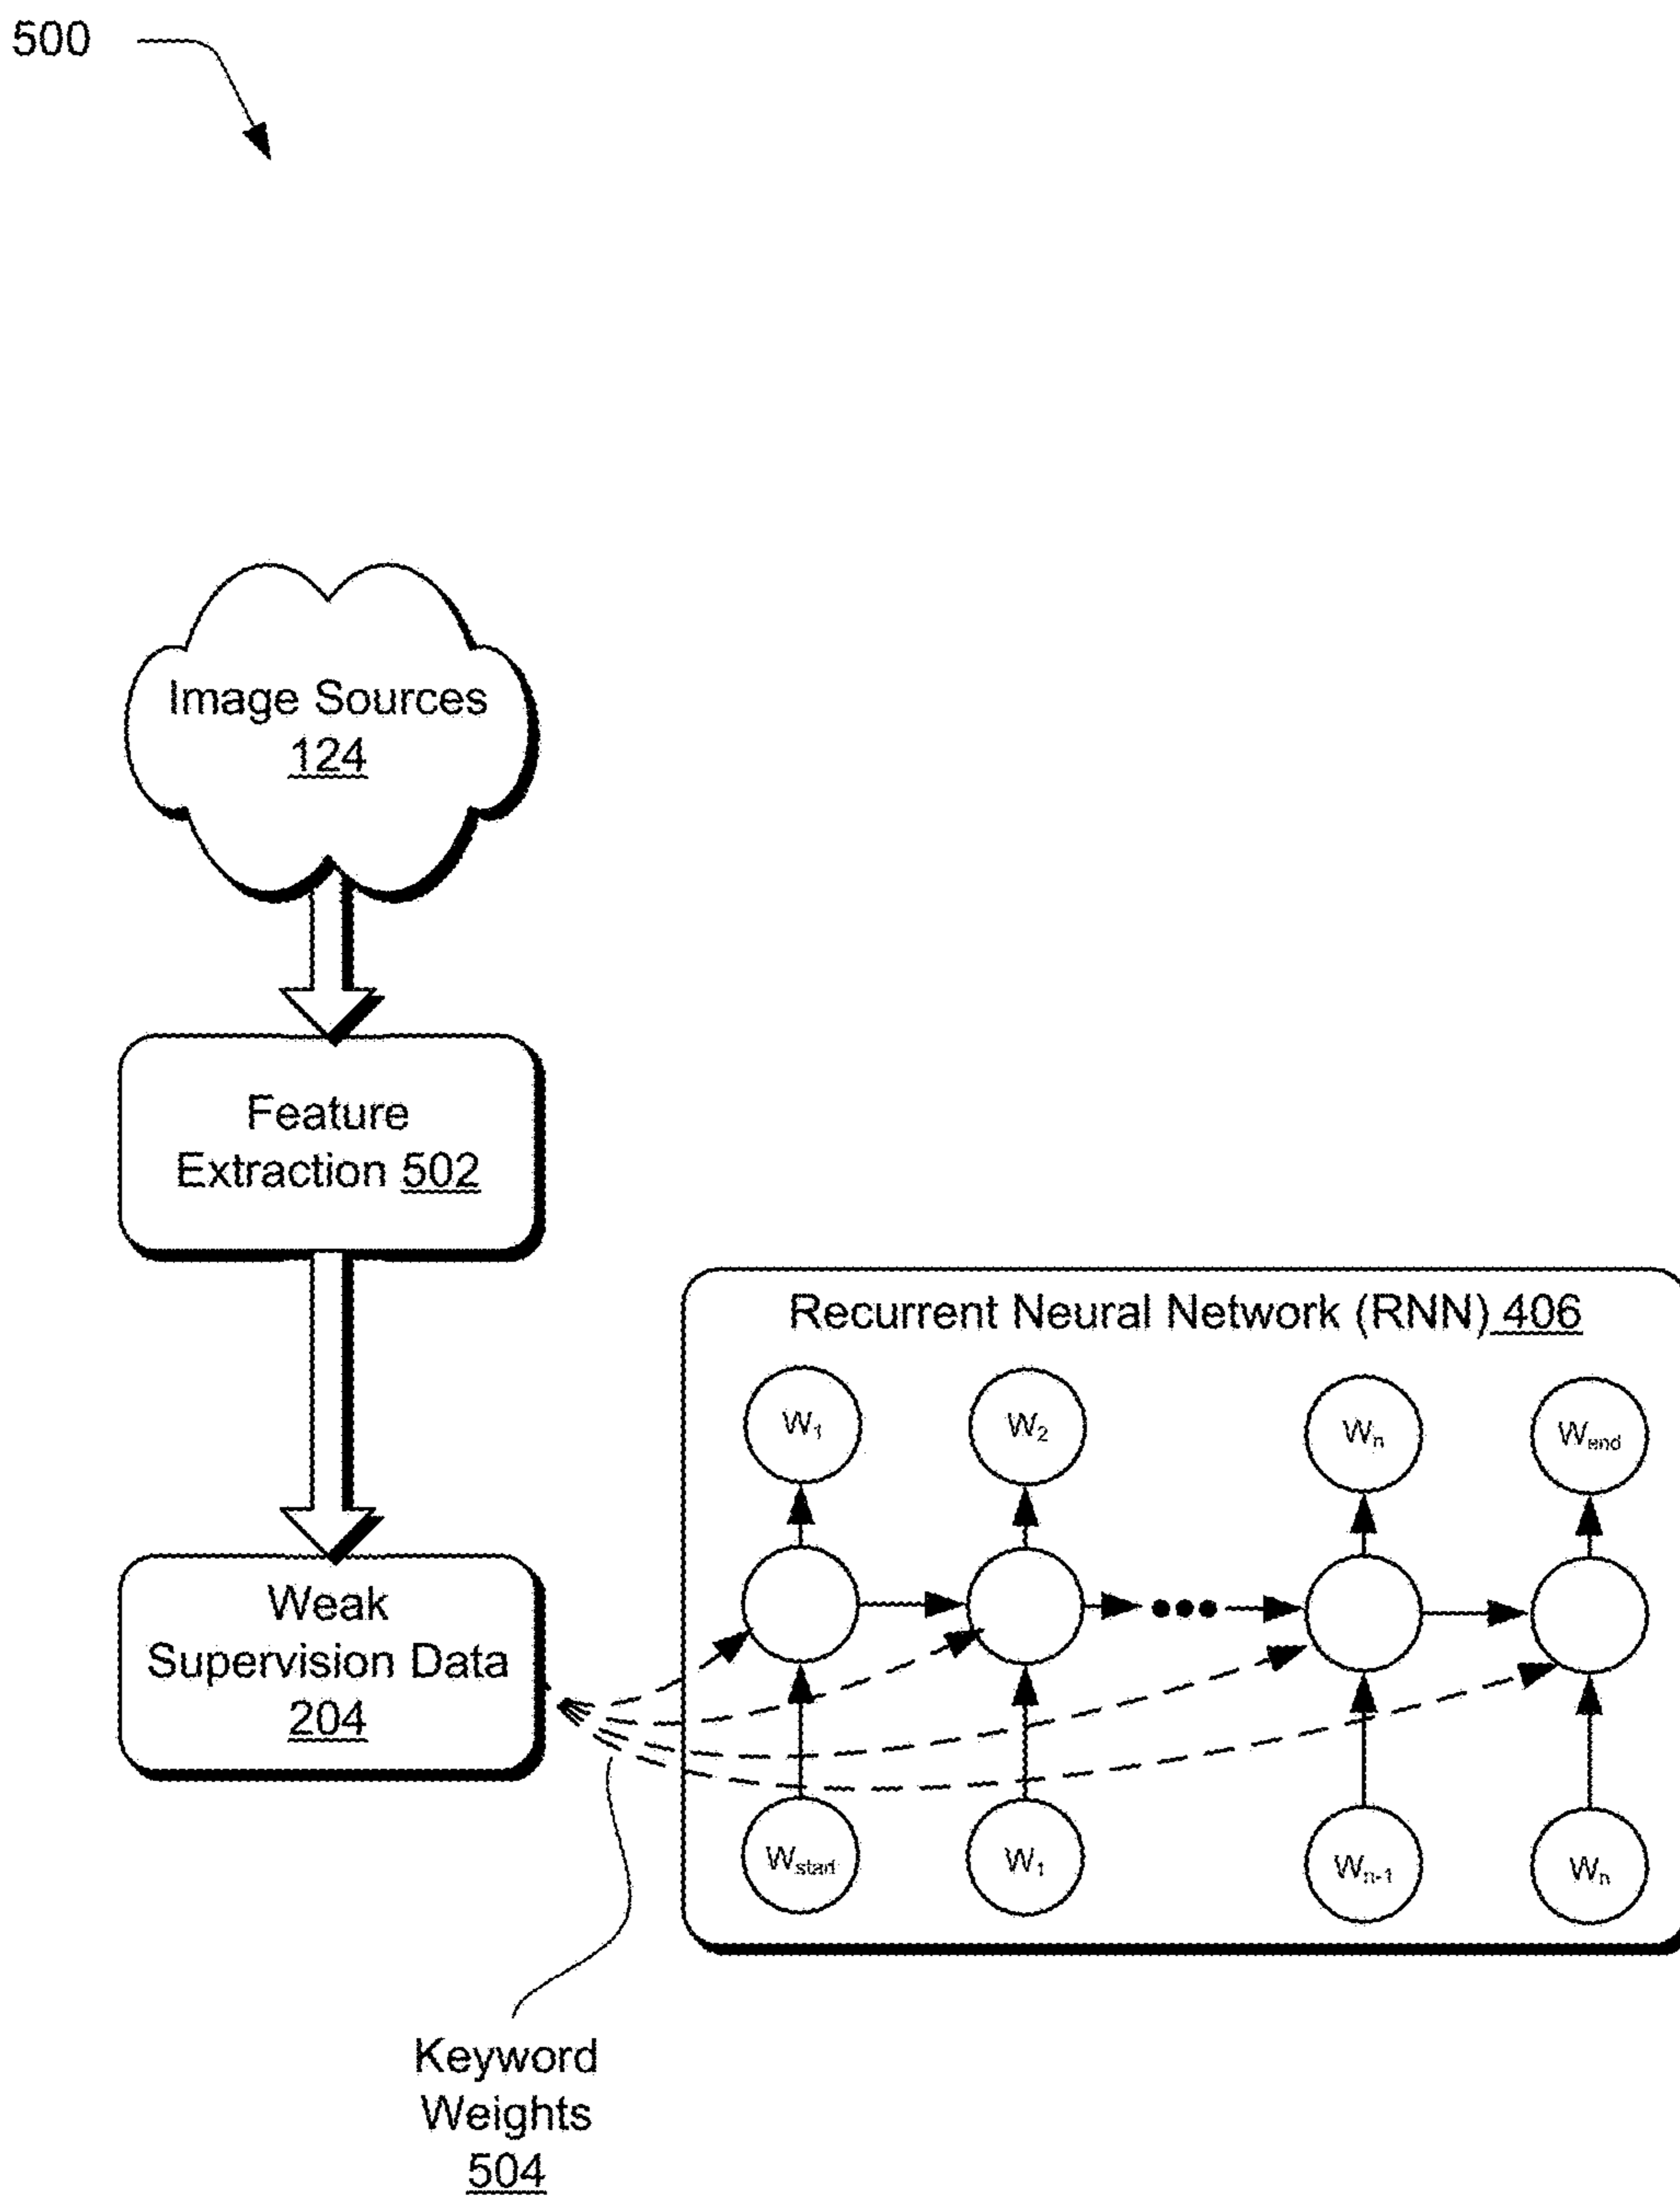 500
Image Sources
124
Feature
Extraction 502
Recurrent Neural Network (RNN) 406
W1
W2
Wn
Wend
Weak
Supervision Data
204
Wstart
W1
Wn-1
Wn
Keyword
Weights
504